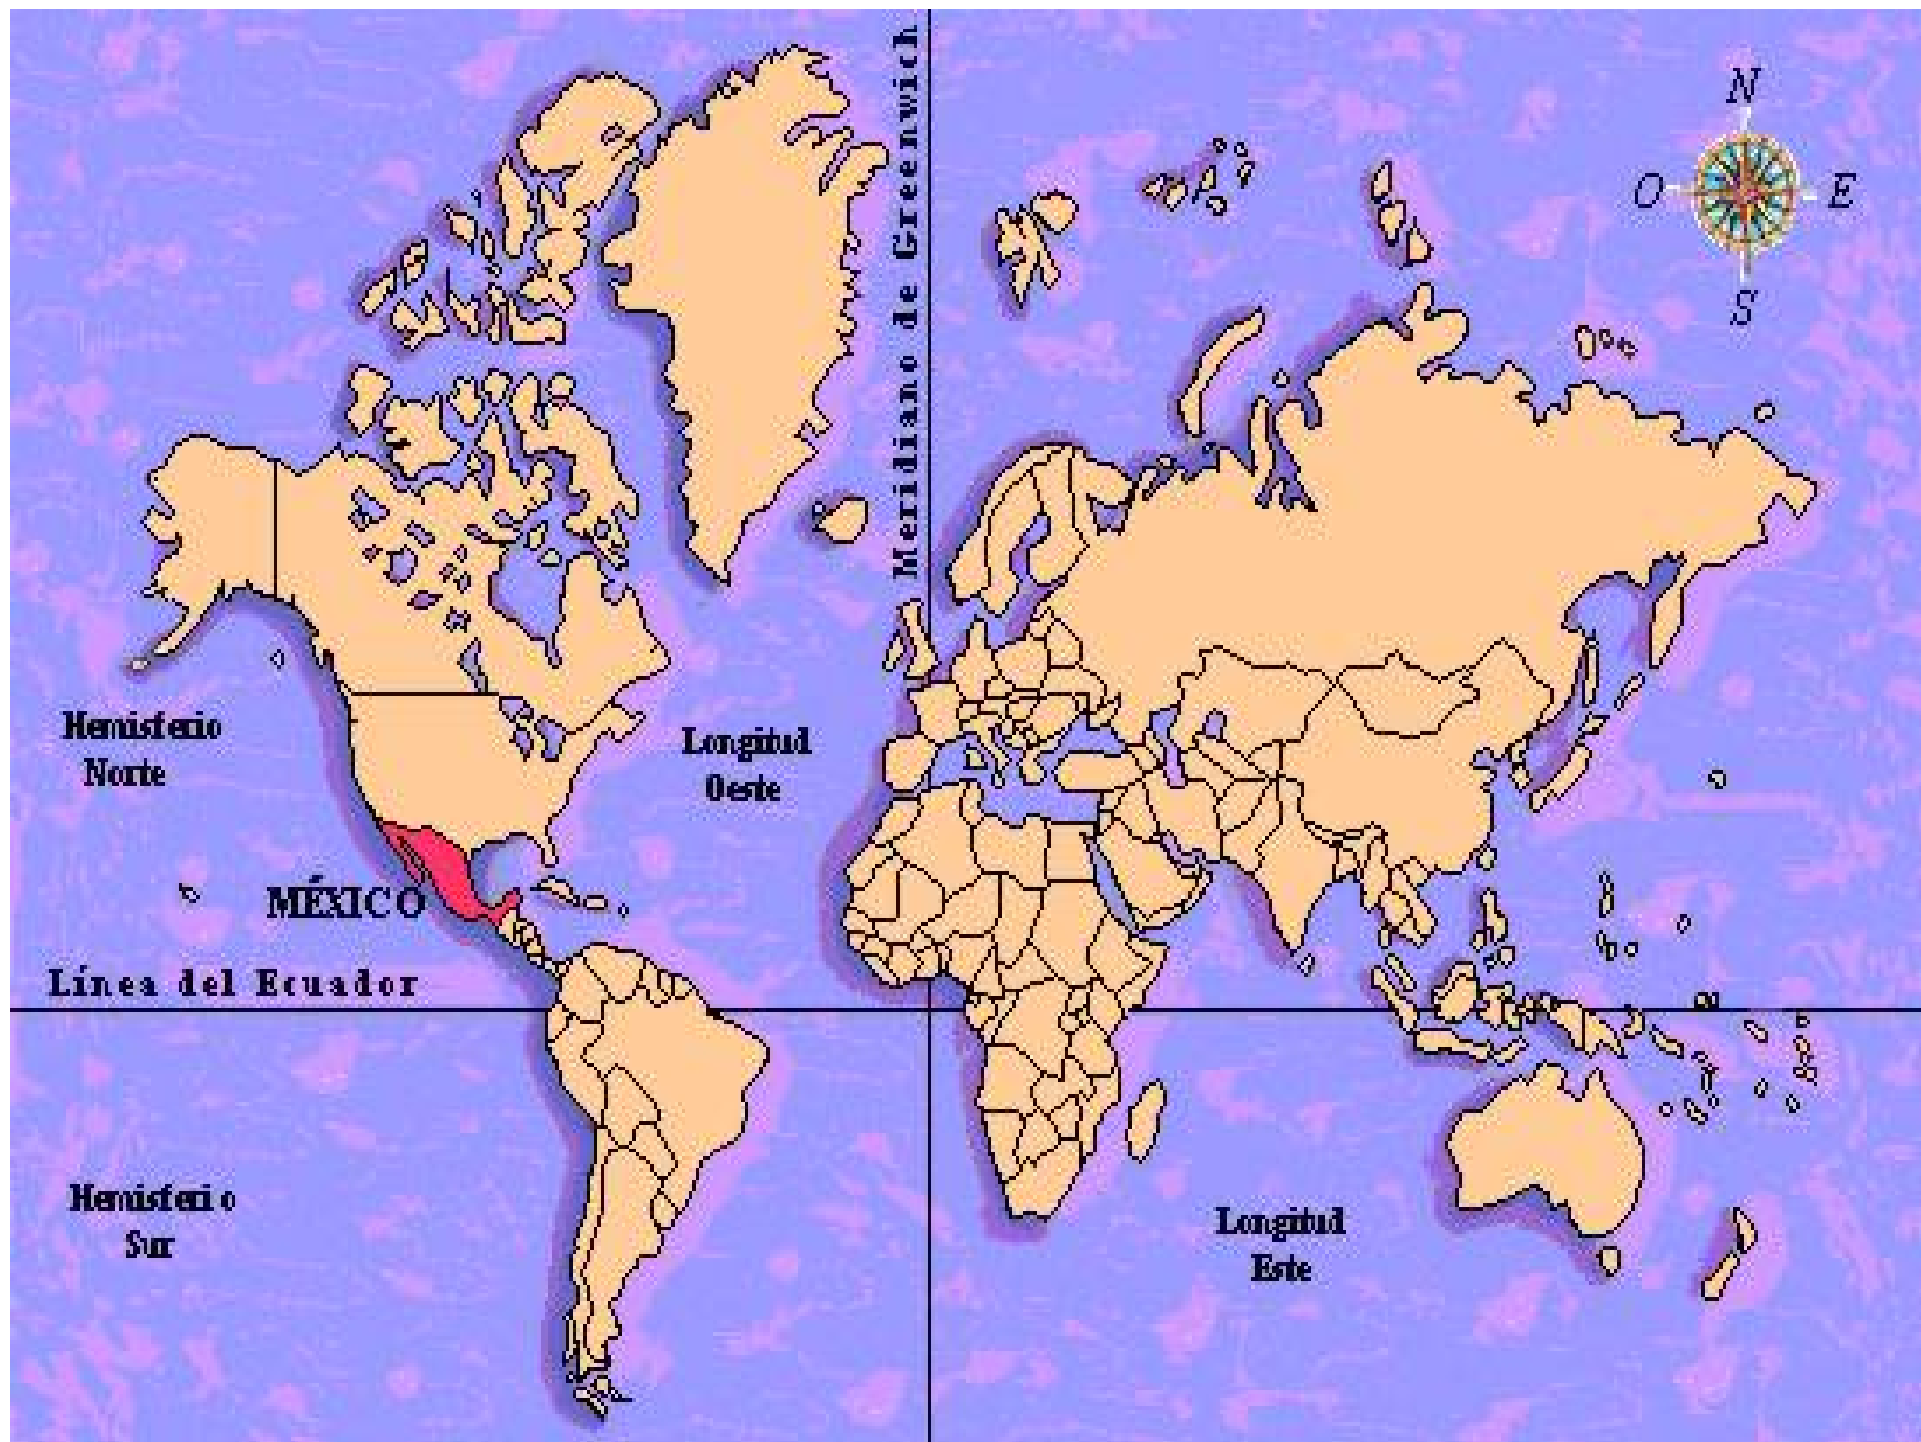 Meridiano de Greenwich
N
O
E
S
Hemisferio
Norte
Longitud
Oeste
MÉXICO
Línea del Ecuador
Hemisferio
Sur
Longitud
Este